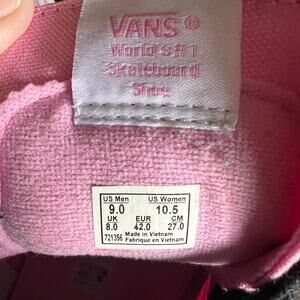 VANS®
World's #1
Skateboard
Shoe
US Men US Women
9.0 10.5
UK EUR CM
8.0 42.0 27.0
721356 Made in Vietnam
Fabriqué en Vietnam